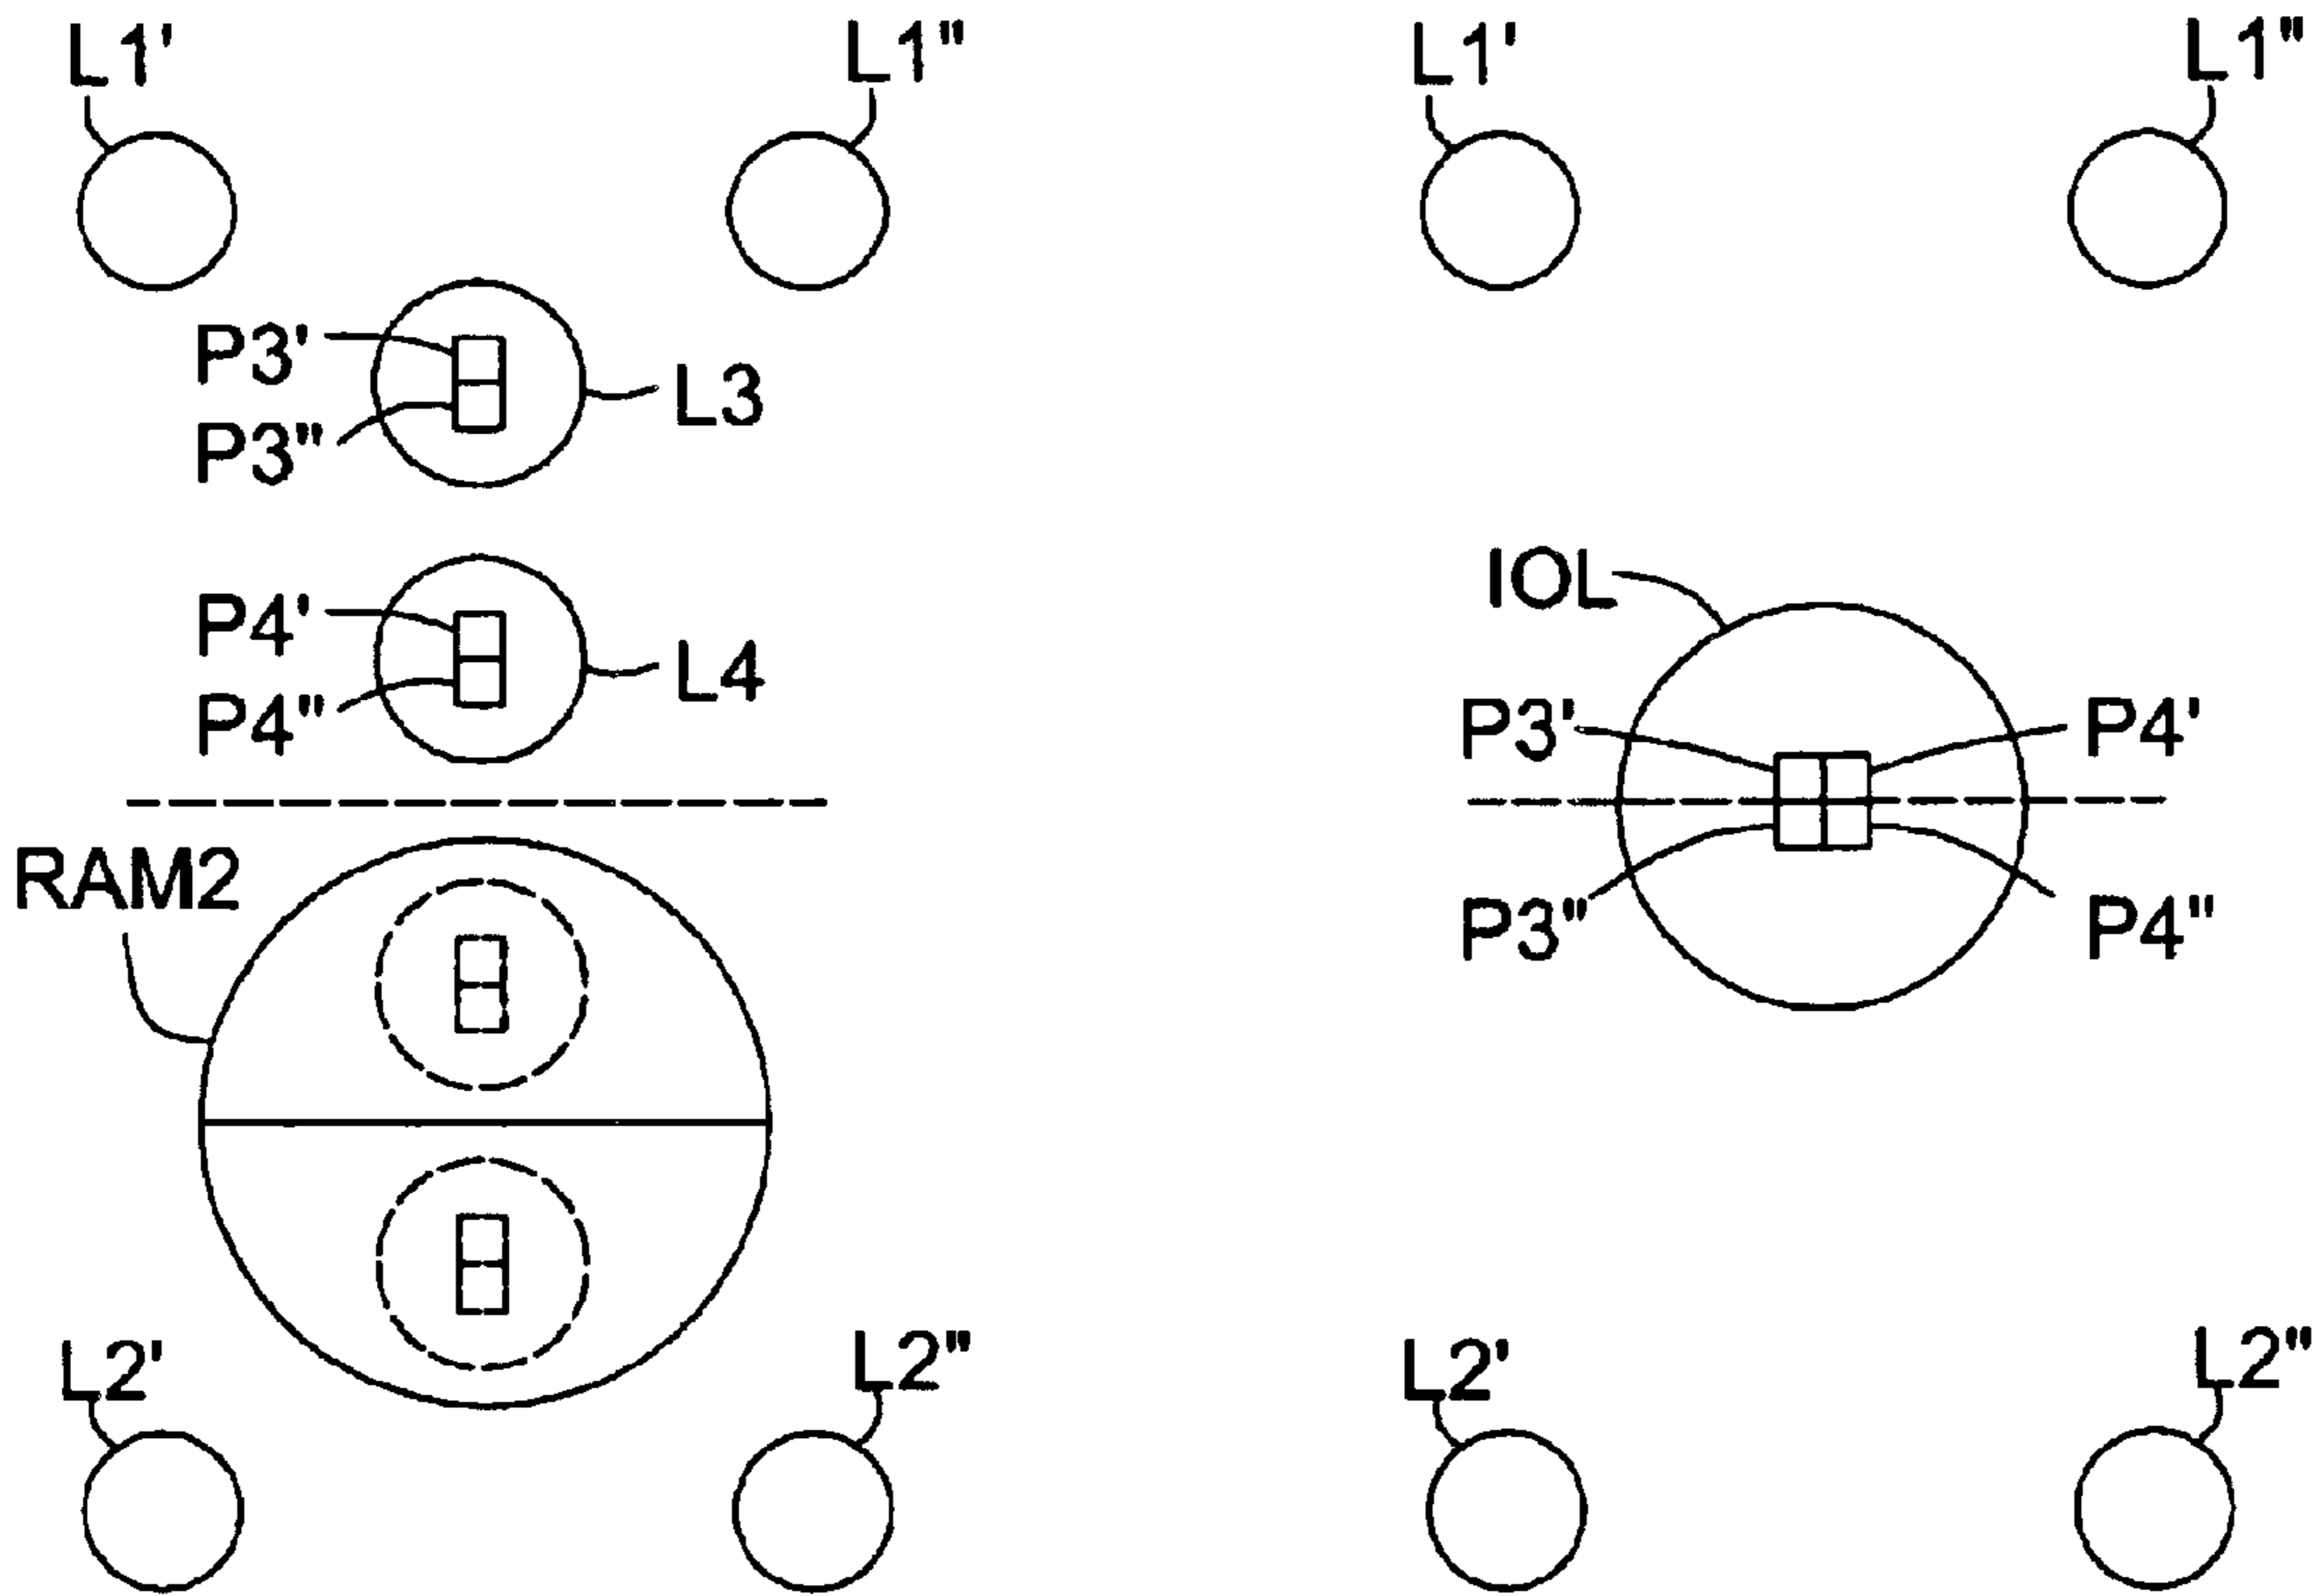 L1'
L1"
L1'
L1"
P3'
L3
P3"
P4'
L4
P4"
IOL
P3'
P4'
P3"
P4"
RAM2
L2'
L2"
L2'
L2"